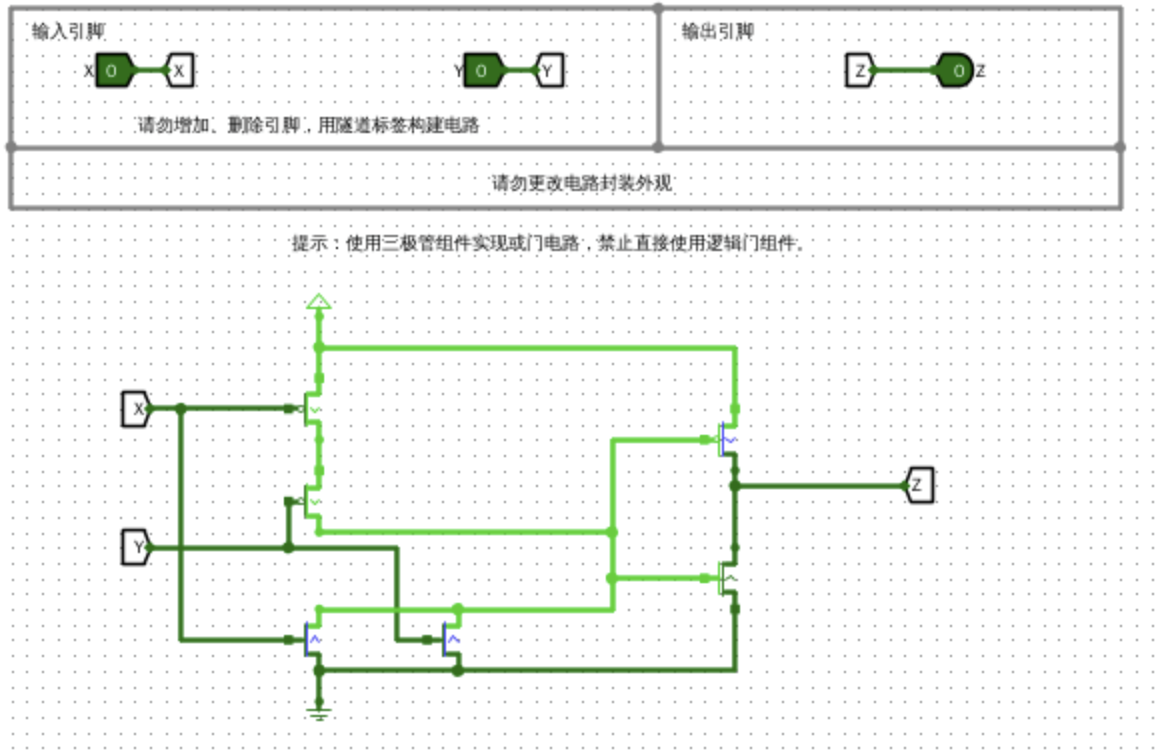 输入引脚
输出引脚
X 0 X
Y 0 Y
Z 0 Z
请勿增加、删除引脚，用隧道标签构建电路
请勿更改电路封装外观
提示：使用三极管组件实现或门电路，禁止直接使用逻辑门组件。
X
Z
Y